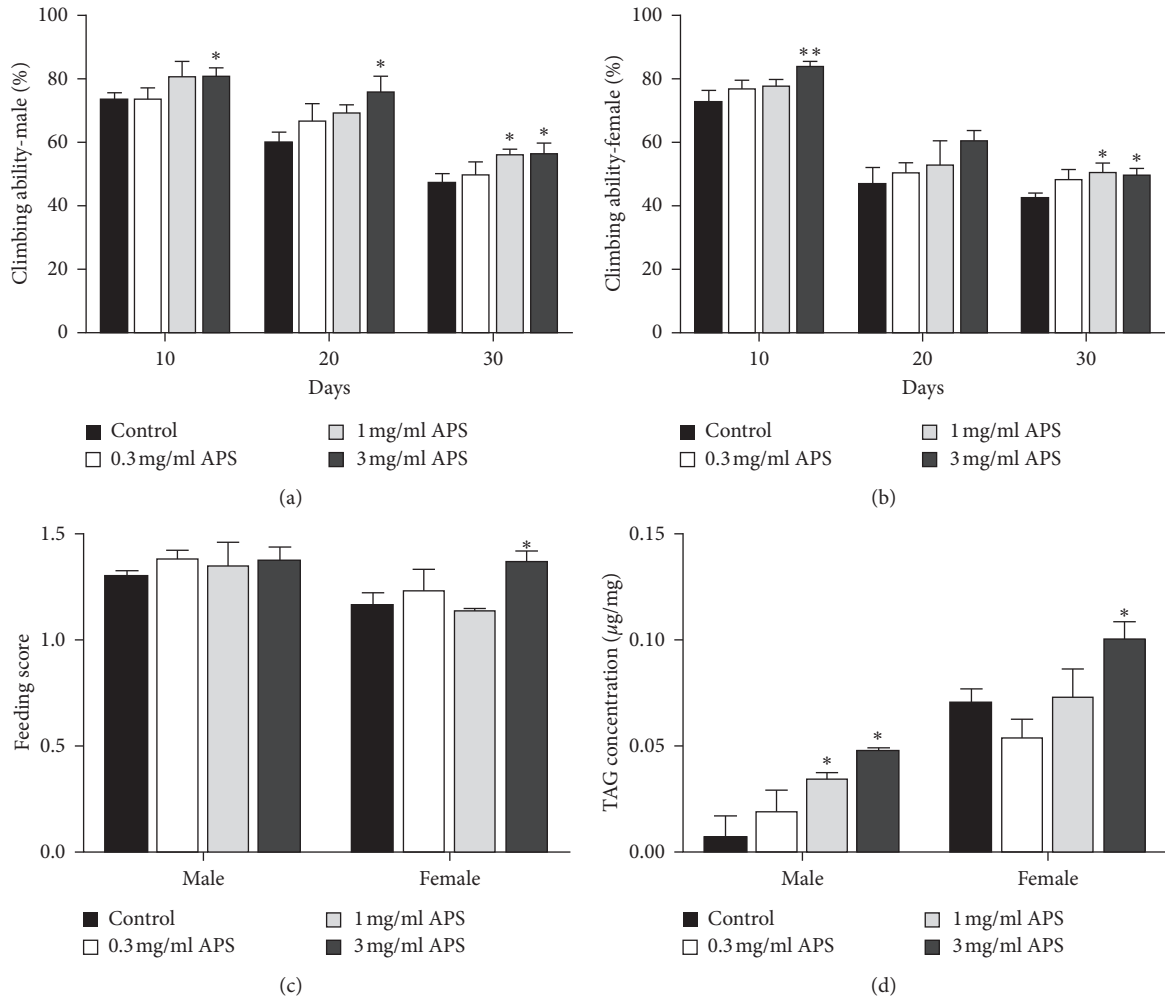 100
80
60
40
20
0
Climbing ability-male (%)
*
*
*
*
10
20
30
Days
Control
0.3 mg/ml APS
1 mg/ml APS
3 mg/ml APS
(a)
100
80
60
40
20
0
Climbing ability-female (%)
**
*
*
10
20
30
Days
Control
0.3 mg/ml APS
1 mg/ml APS
3 mg/ml APS
(b)
1.5
1.0
0.5
0.0
Feeding score
*
Male
Female
Control
0.3 mg/ml APS
1 mg/ml APS
3 mg/ml APS
(c)
0.15
0.10
0.05
0.00
TAG concentration (μg/mg)
*
*
*
Male
Female
Control
0.3 mg/ml APS
1 mg/ml APS
3 mg/ml APS
(d)